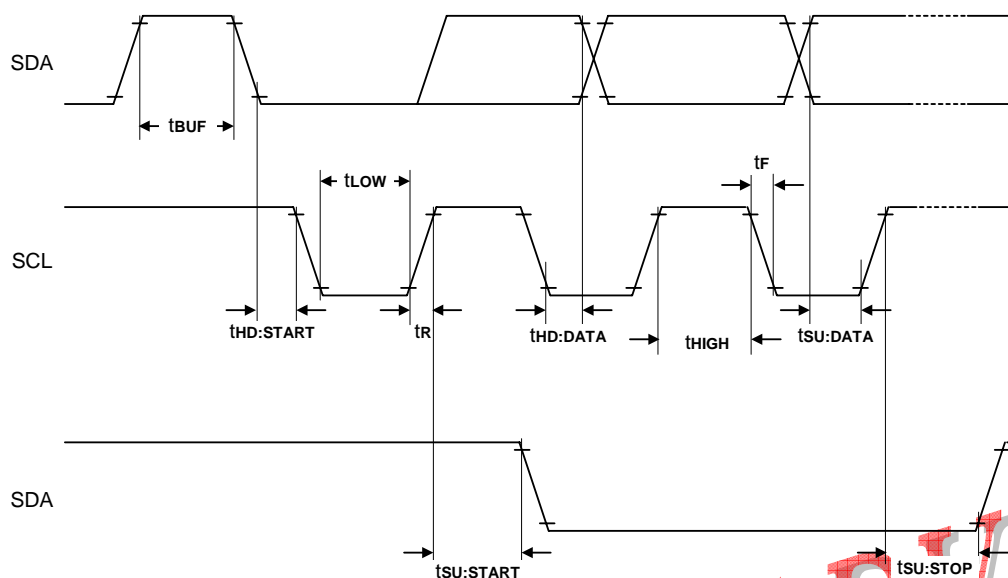 SDA
tBUF
tLOW
tF
SCL
tHD:START
tR
tHD:DATA
tHIGH
tSU:DATA
SDA
tSU:START
tSU:STOP